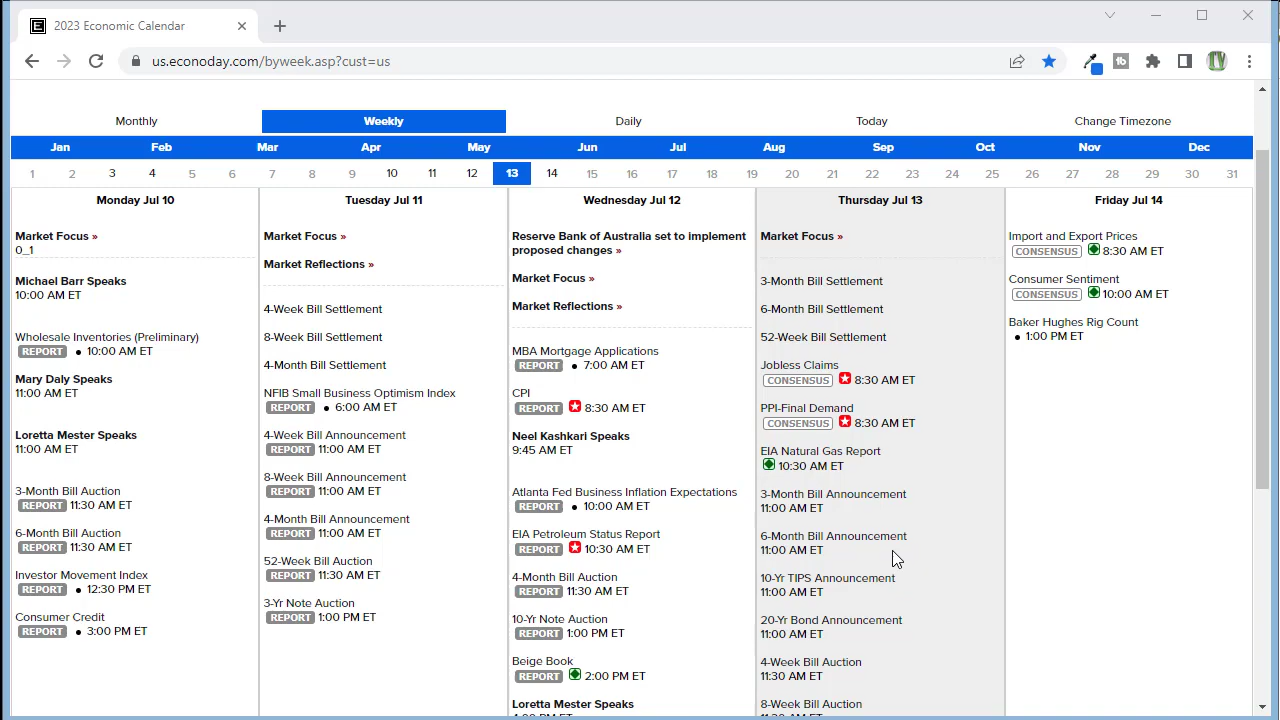 2023 Economic Calendar
us.econoday.com/byweek.asp?cust=us
Monthly Weekly Daily Today Change Timezone
Jan Feb Mar Apr May Jun Jul Aug Sep Oct Nov Dec
1 2 3 4 5 6 7 8 9 10 11 12 13 14 15 16 17 18 19 20 21 22 23 24 25 26 27 28 29 30 31
Monday Jul 10
Market Focus »
0_1
Michael Barr Speaks
10:00 AM ET
Wholesale Inventories (Preliminary)
REPORT • 10:00 AM ET
Mary Daly Speaks
11:00 AM ET
Loretta Mester Speaks
11:00 AM ET
3-Month Bill Auction
REPORT 11:30 AM ET
6-Month Bill Auction
REPORT 11:30 AM ET
Investor Movement Index
REPORT • 12:30 PM ET
Consumer Credit
REPORT • 3:00 PM ET
Tuesday Jul 11
Market Focus »
Market Reflections »
4-Week Bill Settlement
8-Week Bill Settlement
4-Month Bill Settlement
NFIB Small Business Optimism Index
REPORT • 6:00 AM ET
4-Week Bill Announcement
REPORT 11:00 AM ET
8-Week Bill Announcement
REPORT 11:00 AM ET
4-Month Bill Announcement
REPORT 11:00 AM ET
52-Week Bill Auction
REPORT 11:30 AM ET
3-Yr Note Auction
REPORT 1:00 PM ET
Wednesday Jul 12
Reserve Bank of Australia set to implement
proposed changes »
Market Focus »
Market Reflections »
MBA Mortgage Applications
REPORT • 7:00 AM ET
CPI
REPORT 8:30 AM ET
Neel Kashkari Speaks
9:45 AM ET
Atlanta Fed Business Inflation Expectations
REPORT • 10:00 AM ET
EIA Petroleum Status Report
REPORT 10:30 AM ET
4-Month Bill Auction
REPORT 11:30 AM ET
10-Yr Note Auction
REPORT 1:00 PM ET
Beige Book
REPORT 2:00 PM ET
Loretta Mester Speaks
Thursday Jul 13
Market Focus »
3-Month Bill Settlement
6-Month Bill Settlement
52-Week Bill Settlement
Jobless Claims
CONSENSUS 8:30 AM ET
PPI-Final Demand
CONSENSUS 8:30 AM ET
EIA Natural Gas Report
10:30 AM ET
3-Month Bill Announcement
11:00 AM ET
6-Month Bill Announcement
11:00 AM ET
10-Yr TIPS Announcement
11:00 AM ET
20-Yr Bond Announcement
11:00 AM ET
4-Week Bill Auction
11:30 AM ET
8-Week Bill Auction
Friday Jul 14
Import and Export Prices
CONSENSUS 8:30 AM ET
Consumer Sentiment
CONSENSUS 10:00 AM ET
Baker Hughes Rig Count
• 1:00 PM ET